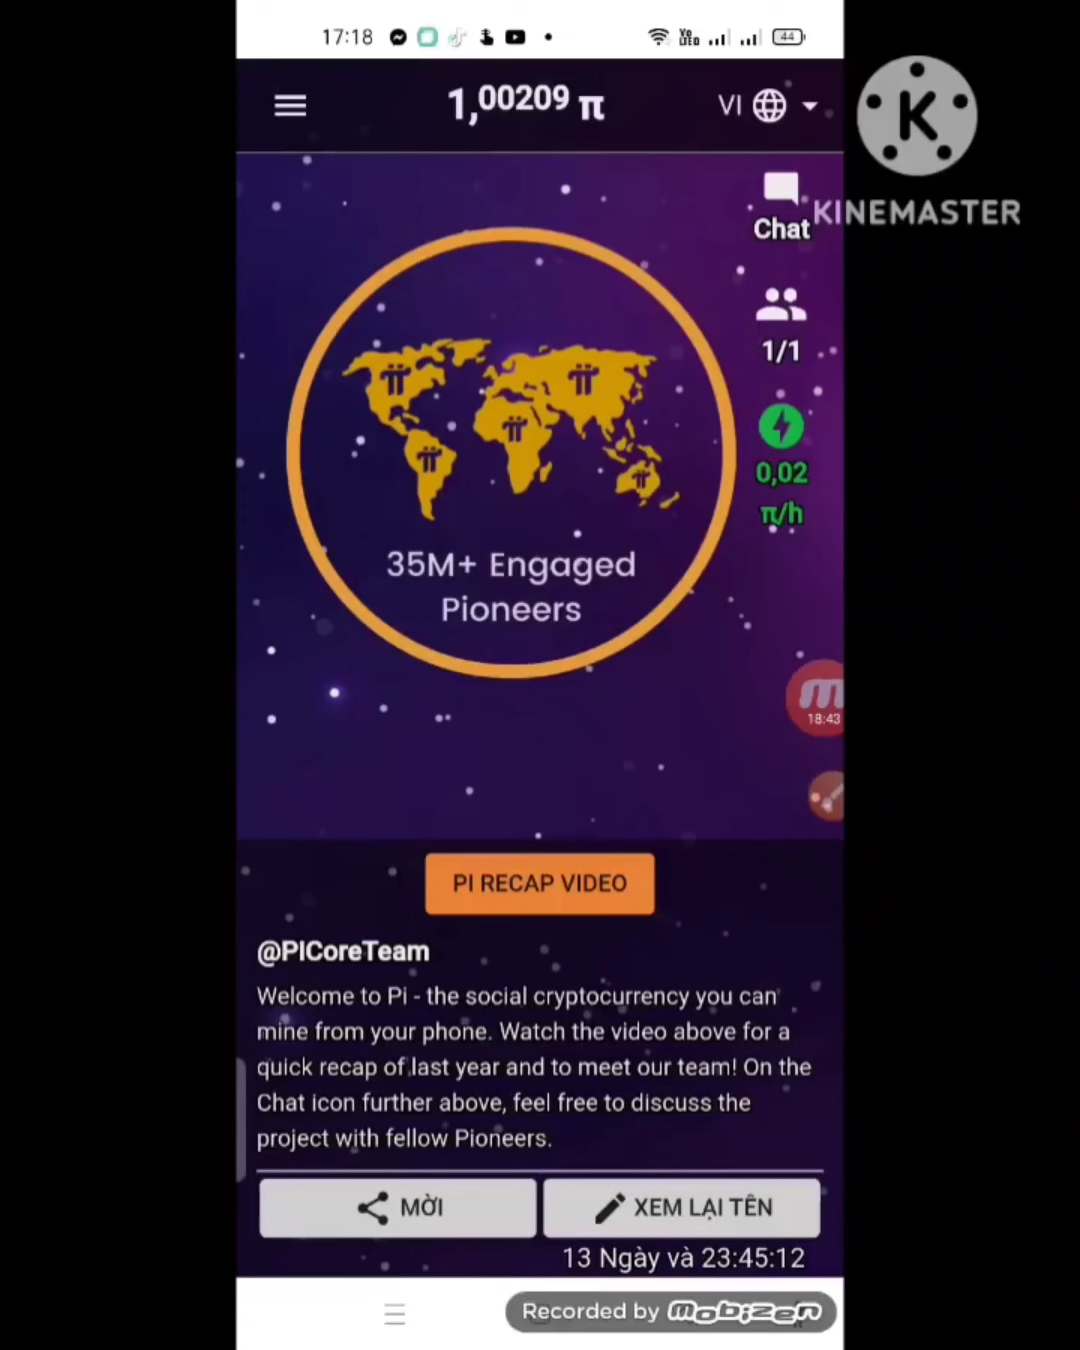 17:18
Vo LTE
44
1,00209 π
VI
K
KINEMASTER
Chat
1/1
0,02
π/h
35M+ Engaged
Pioneers
m
18:43
PI RECAP VIDEO
@PICoreTeam
Welcome to Pi - the social cryptocurrency you can
mine from your phone. Watch the video above for a
quick recap of last year and to meet our team! On the
Chat icon further above, feel free to discuss the
project with fellow Pioneers.
MỜI
XEM LẠI TÊN
13 Ngày và 23:45:12
Recorded by mobizen